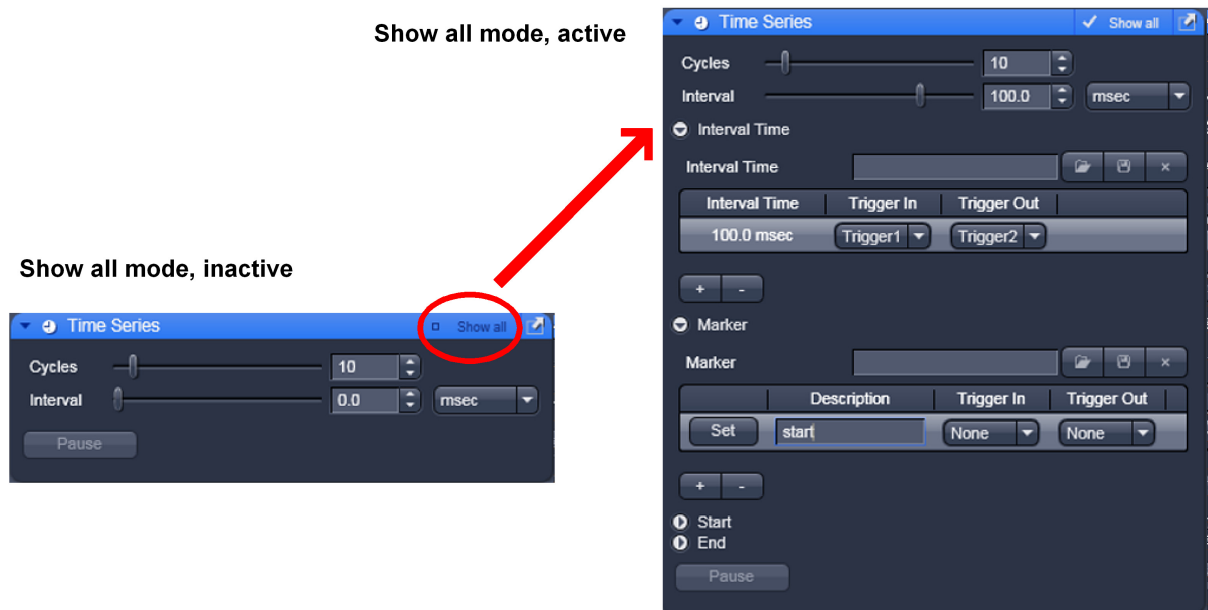 Show all mode, active
Time Series
Show all
Cycles 10
Interval 100.0 msec
Interval Time
Interval Time
Interval Time Trigger In Trigger Out
100.0 msec Trigger1 Trigger2
+ -
Marker
Marker
Description Trigger In Trigger Out
Set start None None
+ -
Start
End
Pause
Show all mode, inactive
Time Series
Show all
Cycles 10
Interval 0.0 msec
Pause